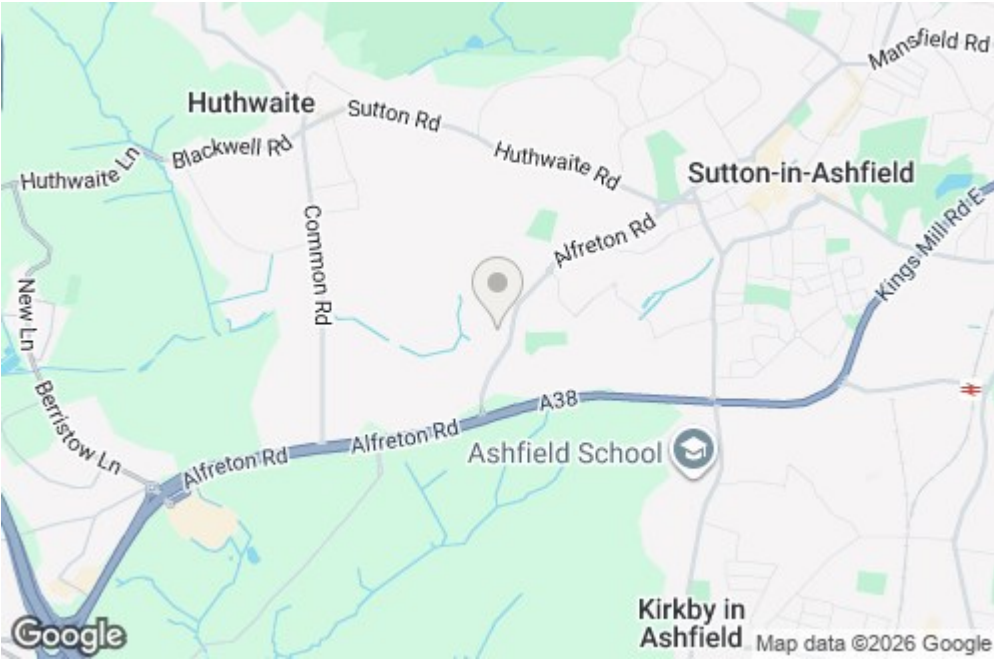 Mansfield Rd
Huthwaite
Sutton Rd
Blackwell Rd
Huthwaite Ln
Huthwaite Rd
Sutton-in-Ashfield
Kings Mill Rd E
Common Rd
Alfreton Rd
New Ln
Berristow Ln
A38
Alfreton Rd
Alfreton Rd
Ashfield School
Kirkby in
Ashfield
Google
Map data ©2026 Google